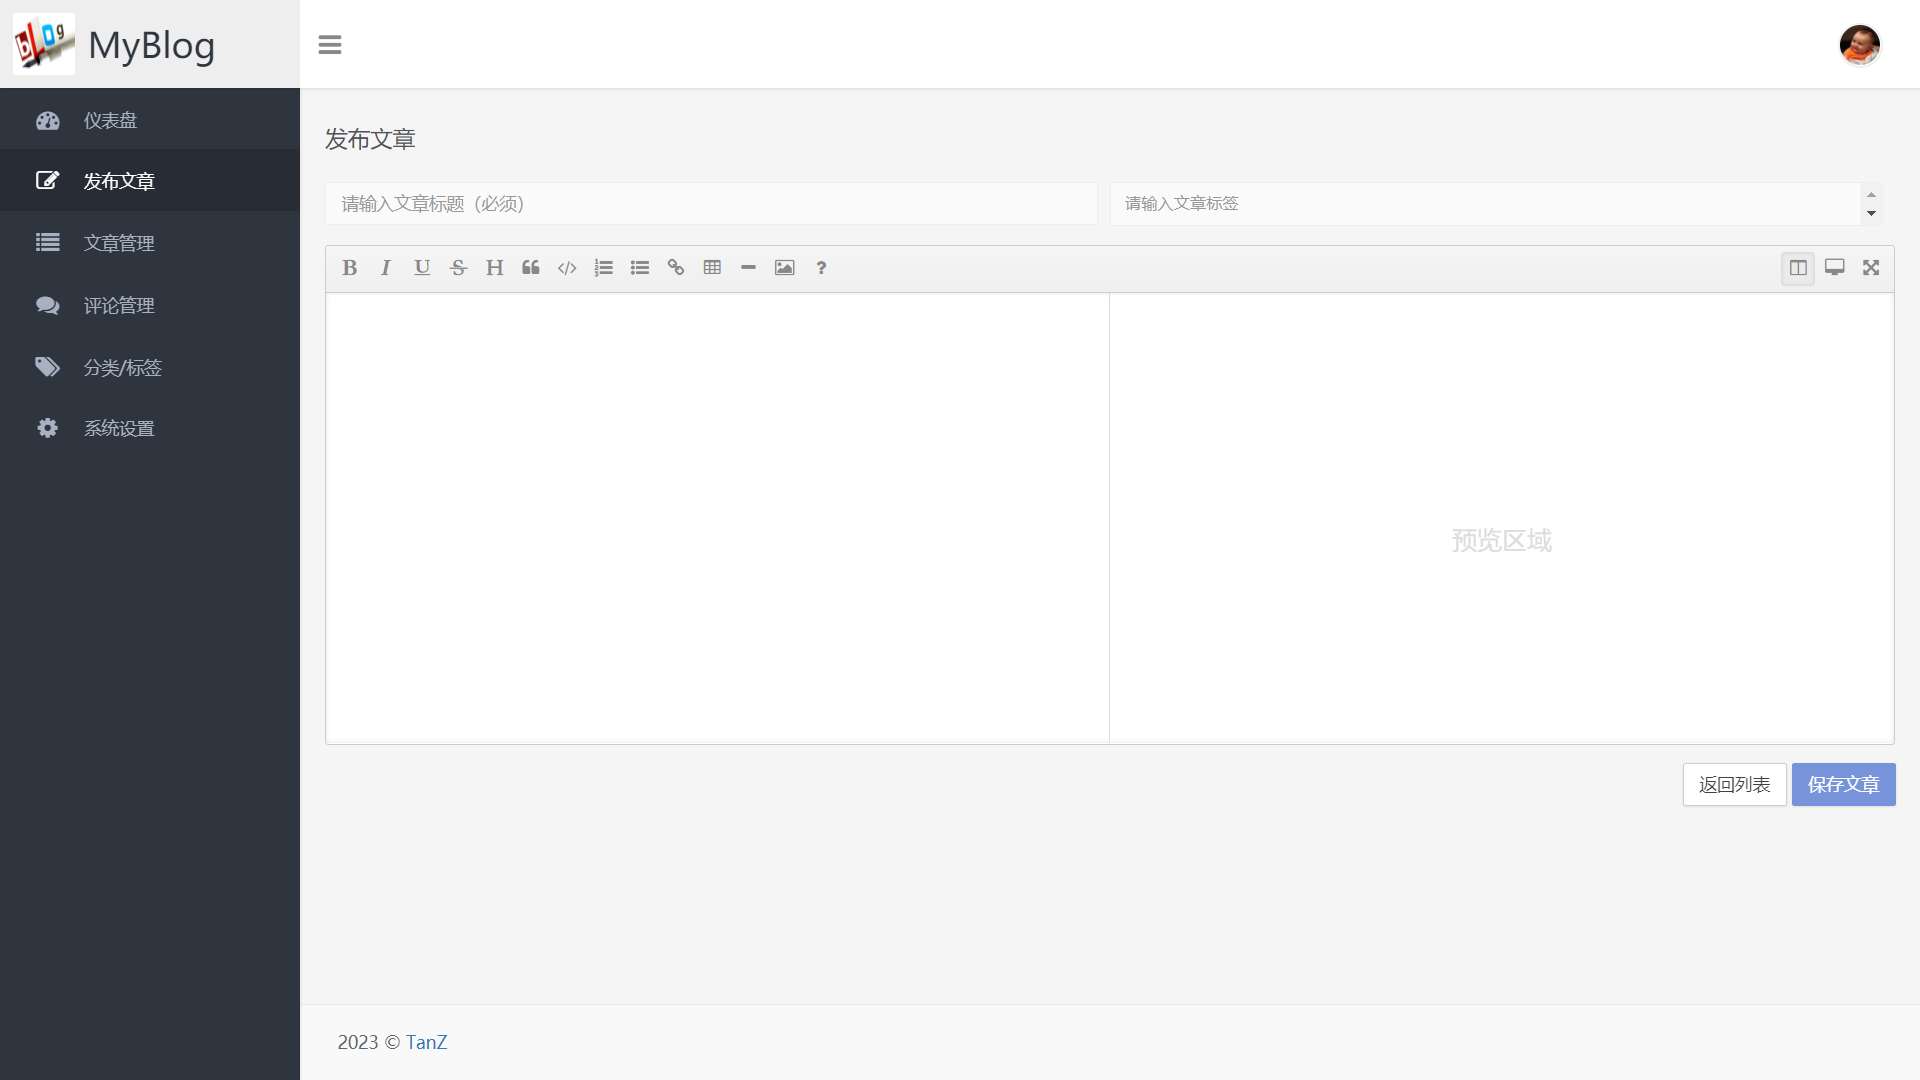 MyBlog
仪表盘
发布文章
文章管理
评论管理
分类/标签
系统设置
发布文章
请输入文章标题（必须）
请输入文章标签
预览区域
返回列表
保存文章
2023 © TanZ